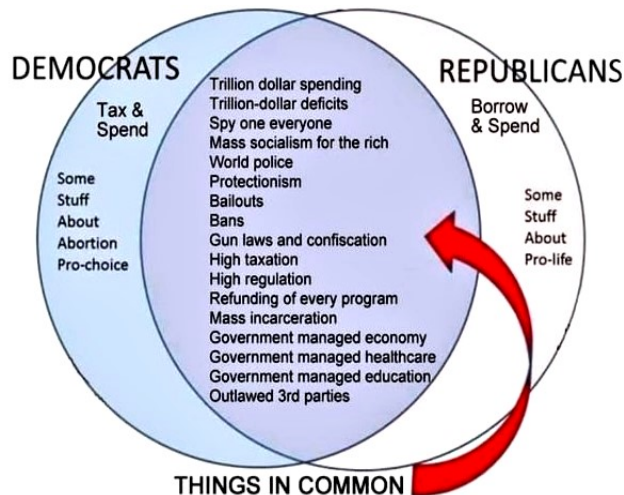 DEMOCRATS
Tax &
Spend
Some
Stuff
About
Abortion
Pro-choice
Trillion dollar spending
Trillion-dollar deficits
Spy one everyone
Mass socialism for the rich
World police
Protectionism
Bailouts
Bans
Gun laws and confiscation
High taxation
High regulation
Refunding of every program
Mass incarceration
Government managed economy
Government managed healthcare
Government managed education
Outlawed 3rd parties
REPUBLICANS
Borrow
& Spend
Some
Stuff
About
Pro-life
THINGS IN COMMON